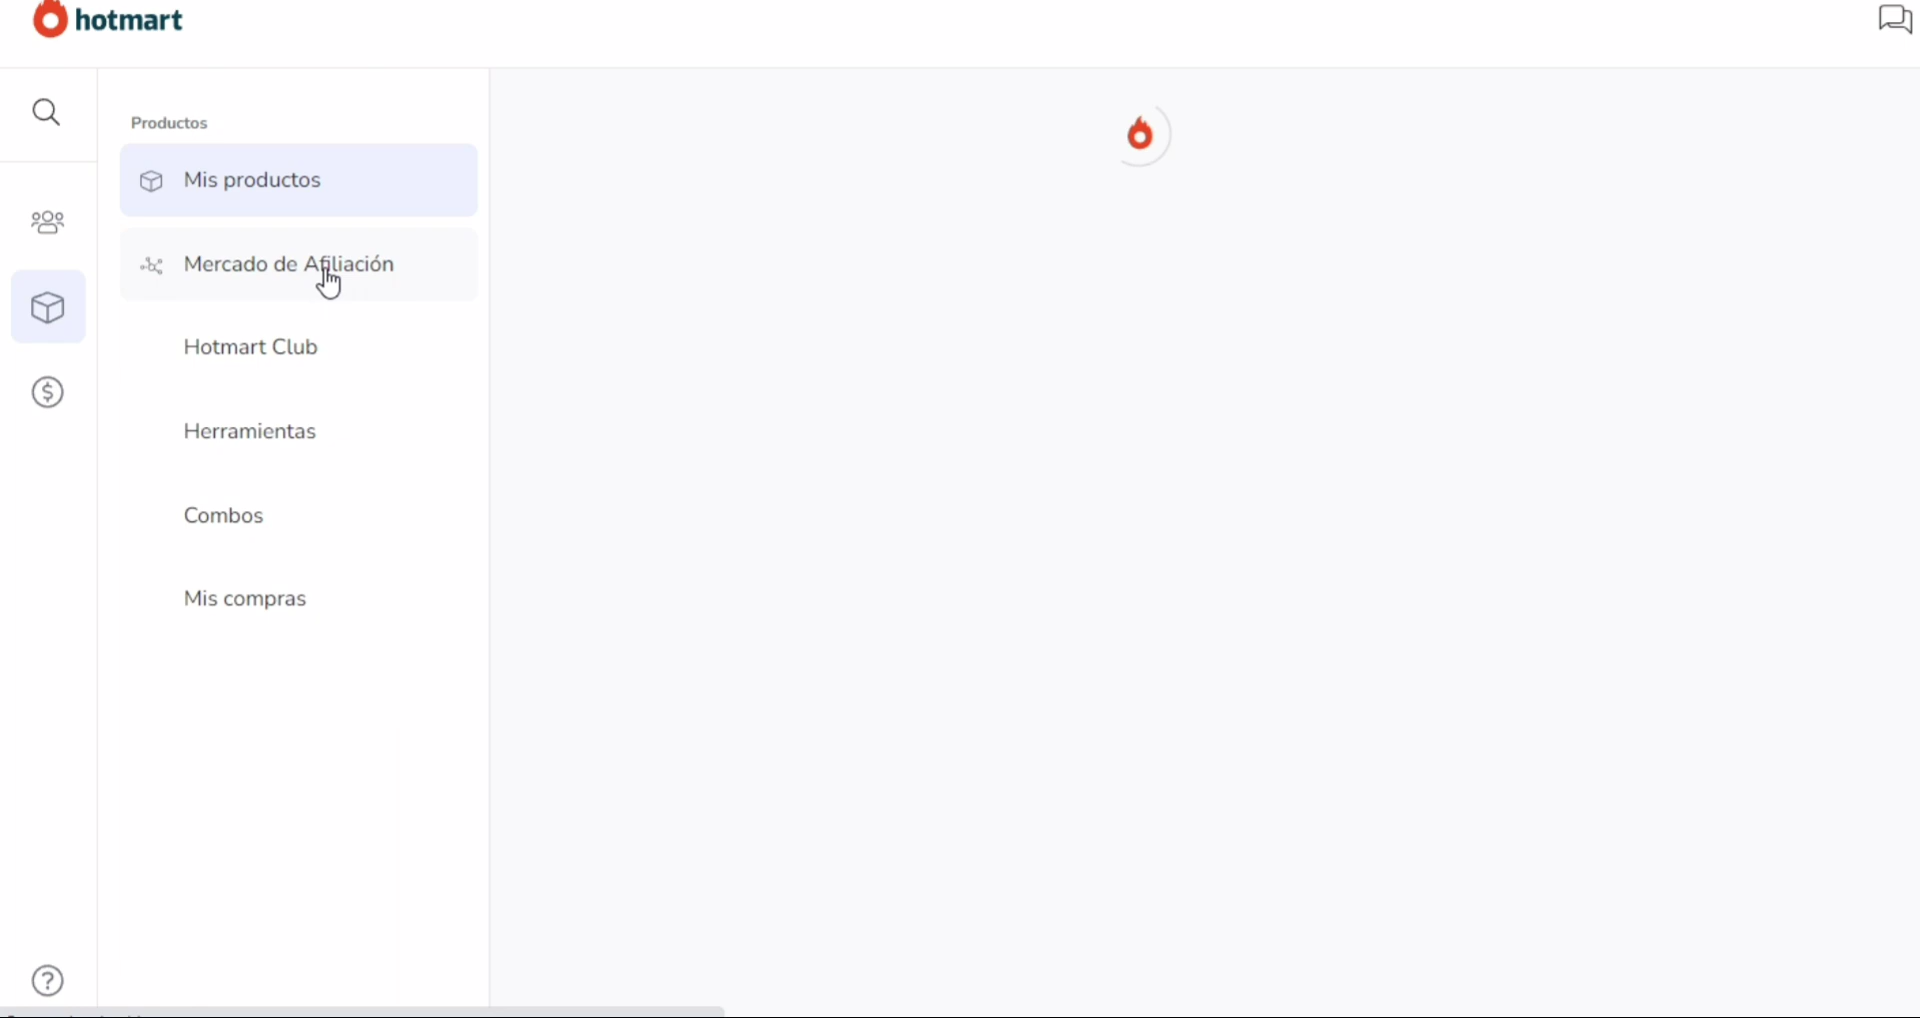 hotmart
Productos
Mis productos
Mercado de Afiliación
Hotmart Club
Herramientas
Combos
Mis compras